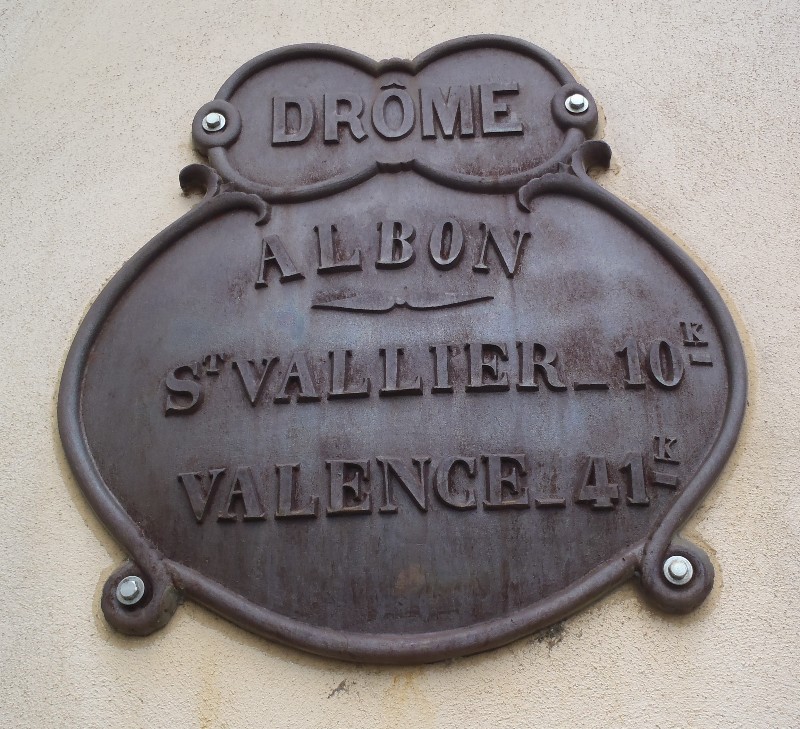 DRÔME
ALBON
ST VALLIER_10K
VALENCE_41K